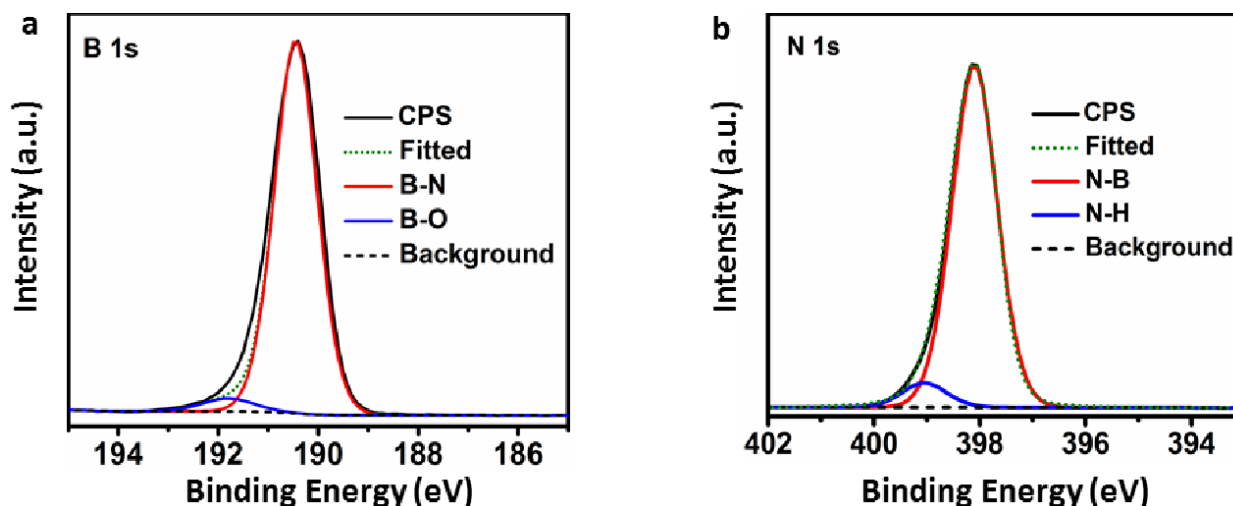 a
B 1s
CPS
Fitted
B-N
B-O
Background
Intensity (a.u.)
194 192 190 188 186
Binding Energy (eV)
b
N 1s
CPS
Fitted
N-B
N-H
Background
Intensity (a.u.)
402 400 398 396 394
Binding Energy (eV)